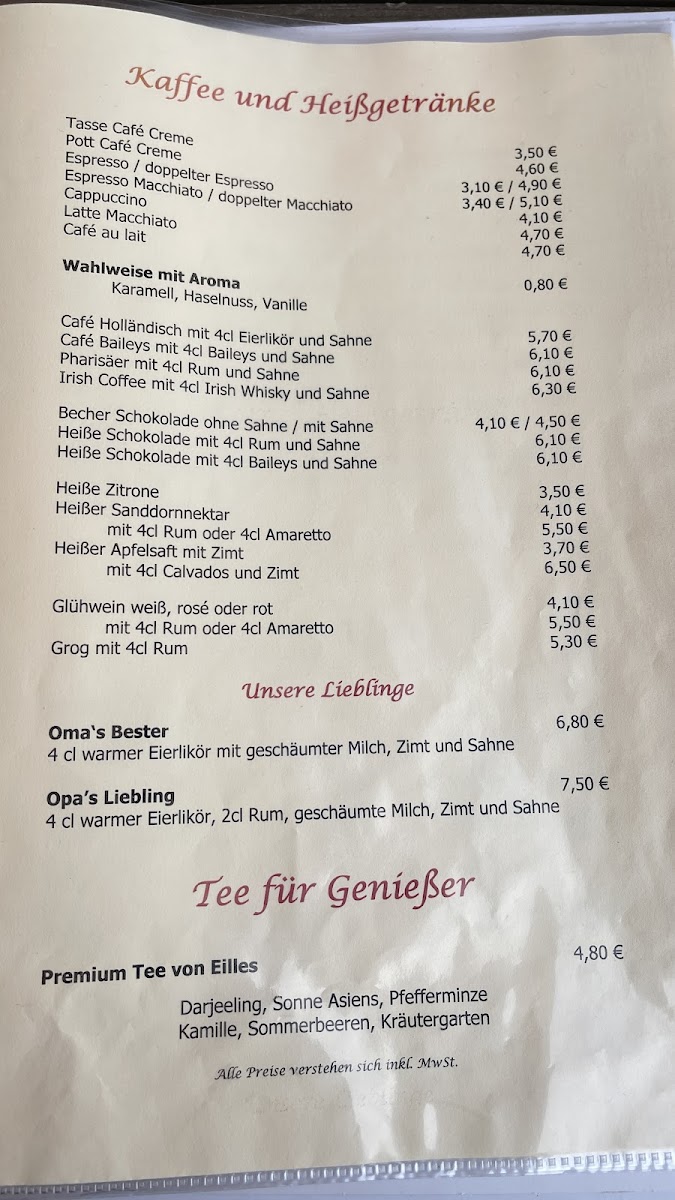 Kaffee und Heißgetränke
Tasse Café Creme 3,50 €
Pott Café Creme 4,60 €
Espresso / doppelter Espresso 3,10 € / 4,90 €
Espresso Macchiato / doppelter Macchiato 3,40 € / 5,10 €
Cappuccino 4,10 €
Latte Macchiato 4,70 €
Café au lait 4,70 €
Wahlweise mit Aroma 0,80 €
Karamell, Haselnuss, Vanille
Café Holländisch mit 4cl Eierlikör und Sahne 5,70 €
Café Baileys mit 4cl Baileys und Sahne 6,10 €
Pharisäer mit 4cl Rum und Sahne 6,10 €
Irish Coffee mit 4cl Irish Whisky und Sahne 6,30 €
Becher Schokolade ohne Sahne / mit Sahne 4,10 € / 4,50 €
Heiße Schokolade mit 4cl Rum und Sahne 6,10 €
Heiße Schokolade mit 4cl Baileys und Sahne 6,10 €
Heiße Zitrone 3,50 €
Heißer Sanddornnektar 4,10 €
mit 4cl Rum oder 4cl Amaretto 5,50 €
Heißer Apfelsaft mit Zimt 3,70 €
mit 4cl Calvados und Zimt 6,50 €
Glühwein weiß, rosé oder rot 4,10 €
mit 4cl Rum oder 4cl Amaretto 5,50 €
Grog mit 4cl Rum 5,30 €
Unsere Lieblinge
Oma‘s Bester 6,80 €
4 cl warmer Eierlikör mit geschäumter Milch, Zimt und Sahne
Opa’s Liebling 7,50 €
4 cl warmer Eierlikör, 2cl Rum, geschäumte Milch, Zimt und Sahne
Tee für Genießer
Premium Tee von Eilles 4,80 €
Darjeeling, Sonne Asiens, Pfefferminze
Kamille, Sommerbeeren, Kräutergarten
Alle Preise verstehen sich inkl. MwSt.